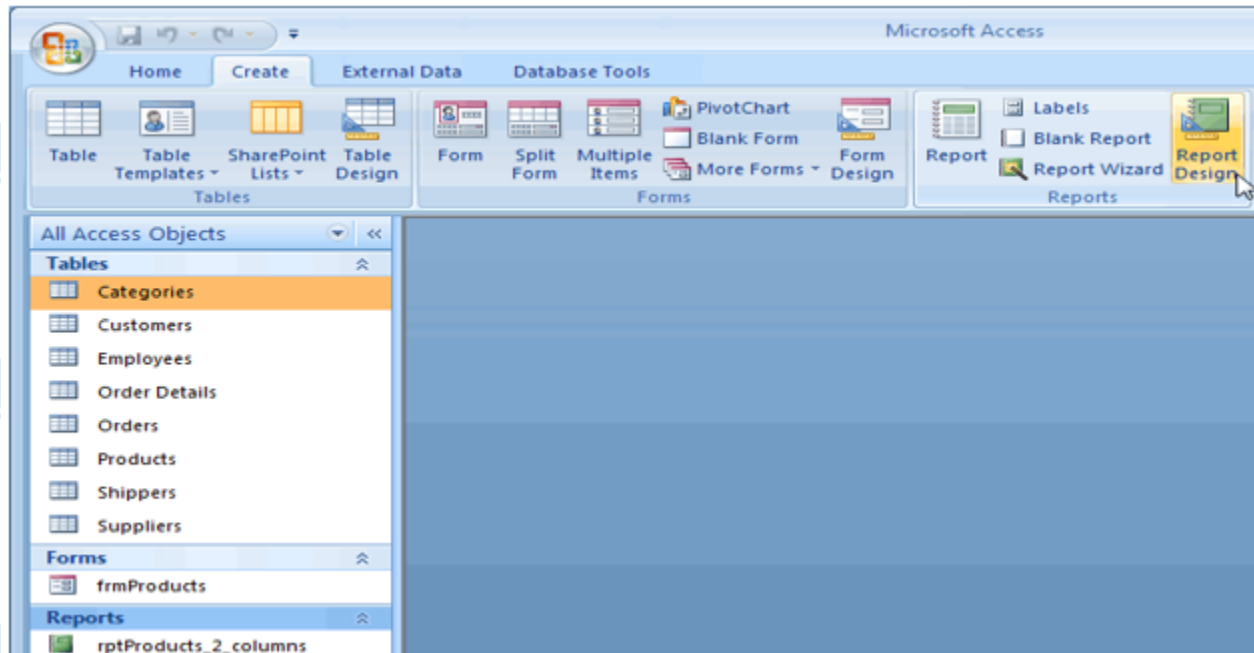 Microsoft Access
Home Create External Data Database Tools
Table
Table Templates
SharePoint Lists
Table Design
Tables
Form
Split Form
Multiple Items
PivotChart
Blank Form
More Forms
Form Design
Forms
Report
Labels
Blank Report
Report Wizard
Report Design
Reports
All Access Objects
Tables
Categories
Customers
Employees
Order Details
Orders
Products
Shippers
Suppliers
Forms
frmProducts
Reports
rptProducts_2_columns